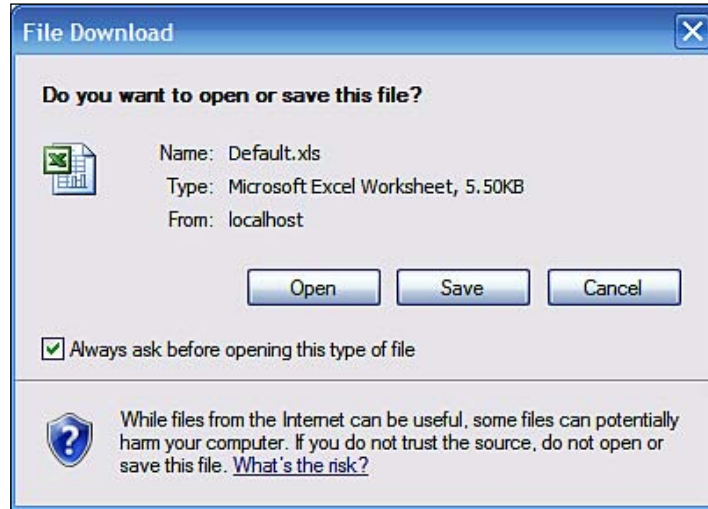 File Download
Do you want to open or save this file?
Name: Default.xls
Type: Microsoft Excel Worksheet, 5.50KB
From: localhost
Open Save Cancel
Always ask before opening this type of file
While files from the Internet can be useful, some files can potentially
harm your computer. If you do not trust the source, do not open or
save this file. What's the risk?